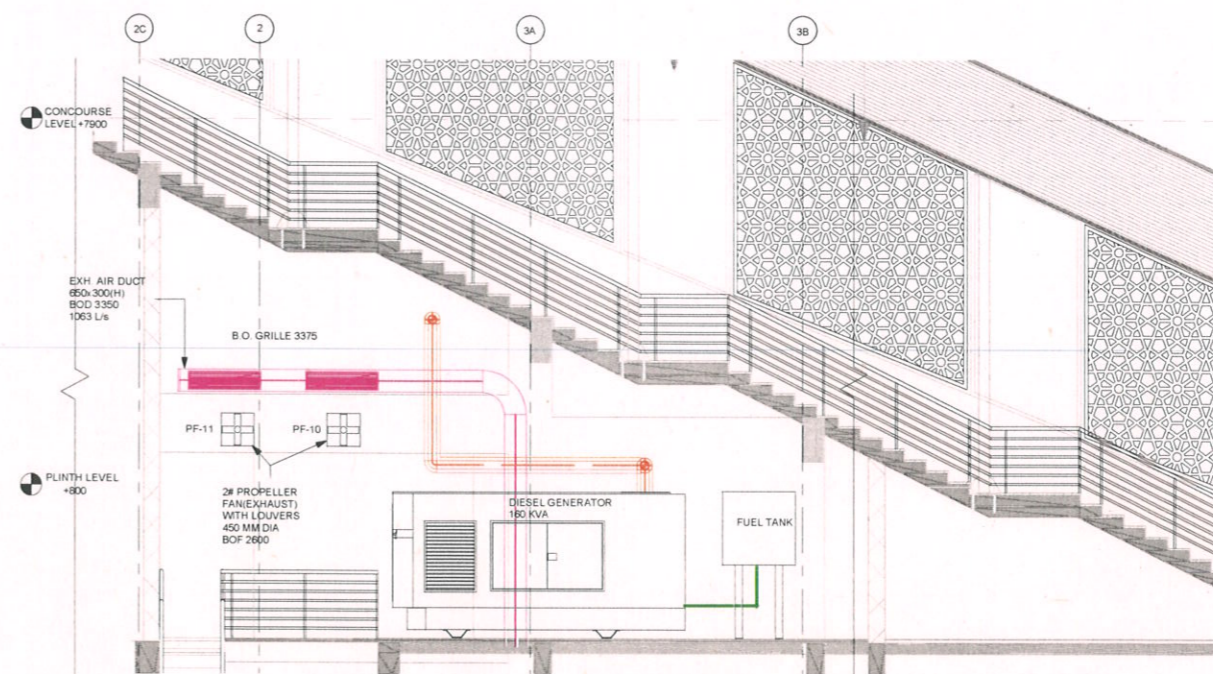 2C
2
3A
3B
CONCOURSE
LEVEL +7900
EXH. AIR DUCT
650x300(H)
BOD 3350
1063 L/s
B.O. GRILLE 3375
PF-11
PF-10
PLINTH LEVEL
+800
2# PROPELLER
FAN(EXHAUST)
WITH LOUVERS
450 MM DIA
BOF 2600
DIESEL GENERATOR
160 KVA
FUEL TANK